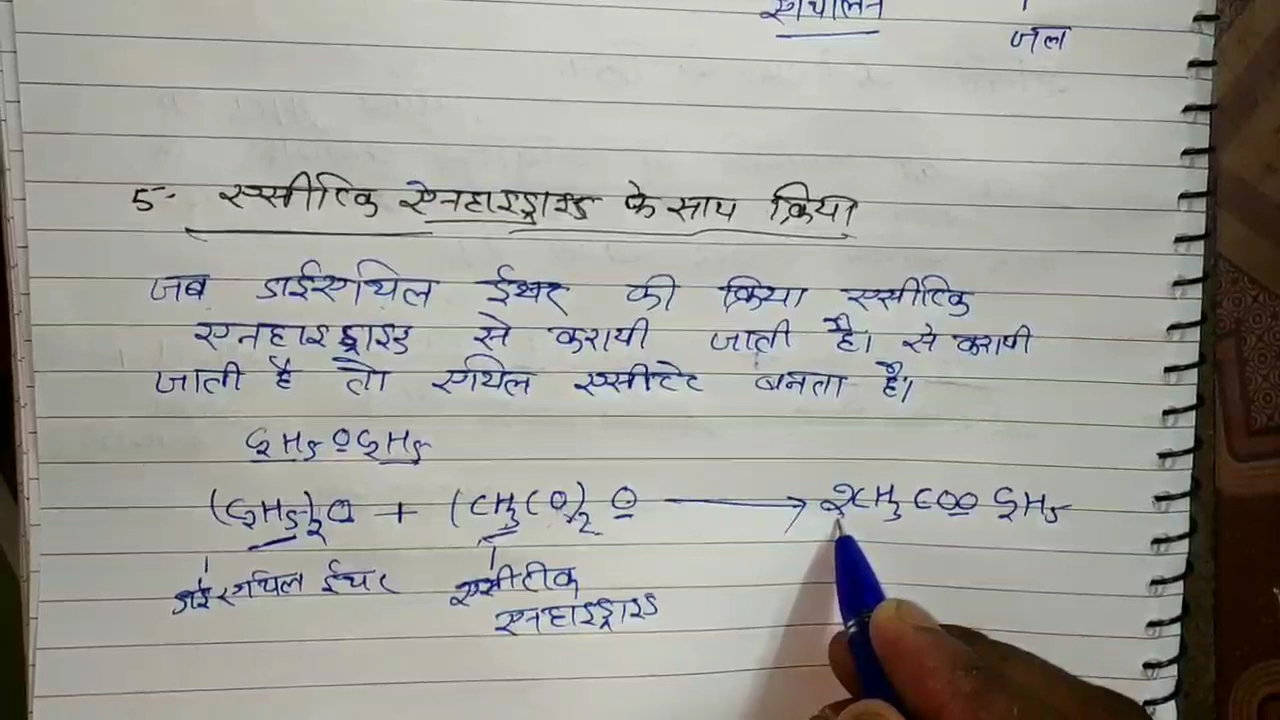 जल
5- एसीटिक ऐनहाइड्राइड के साथ क्रिया
जब डाईएथिल ईथर की क्रिया एसीटिक
एनहाइड्राइड से करायी जाती है। से करायी
जाती है तो एथिल एसीटेट बनता है।
C2H5OC2H5
(C2H5)2O + (CH3CO)2O → 2CH3COOC2H5
डाईएथिल ईथर एसीटीक
एनहाइड्राइड